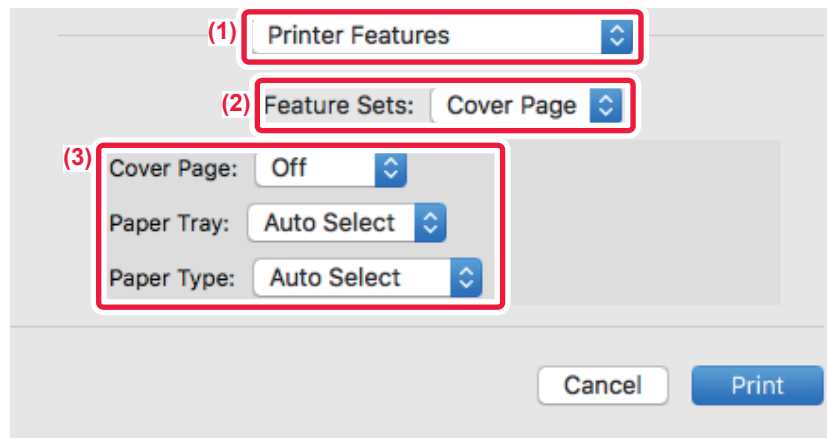 (1) Printer Features
(2) Feature Sets: Cover Page
(3) Cover Page: Off
Paper Tray: Auto Select
Paper Type: Auto Select
Cancel Print